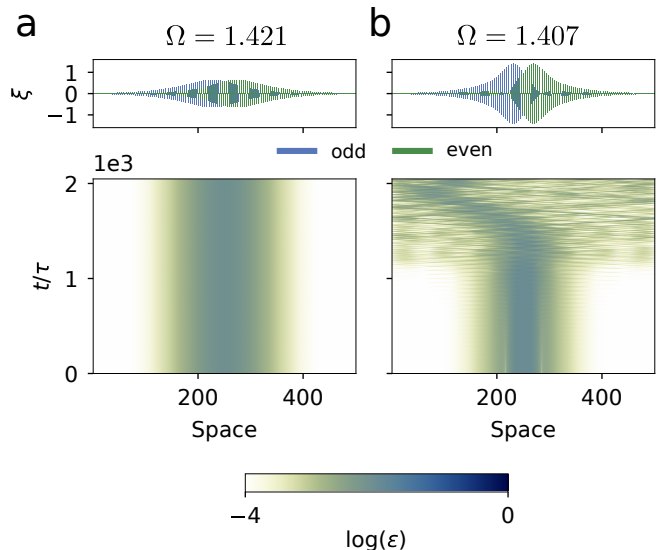 a
Ω = 1.421
b
Ω = 1.407
ξ
1
0
−1
odd
even
1e3
t/τ
2
1
0
200
400
200
400
Space
Space
−4
0
log(ε)